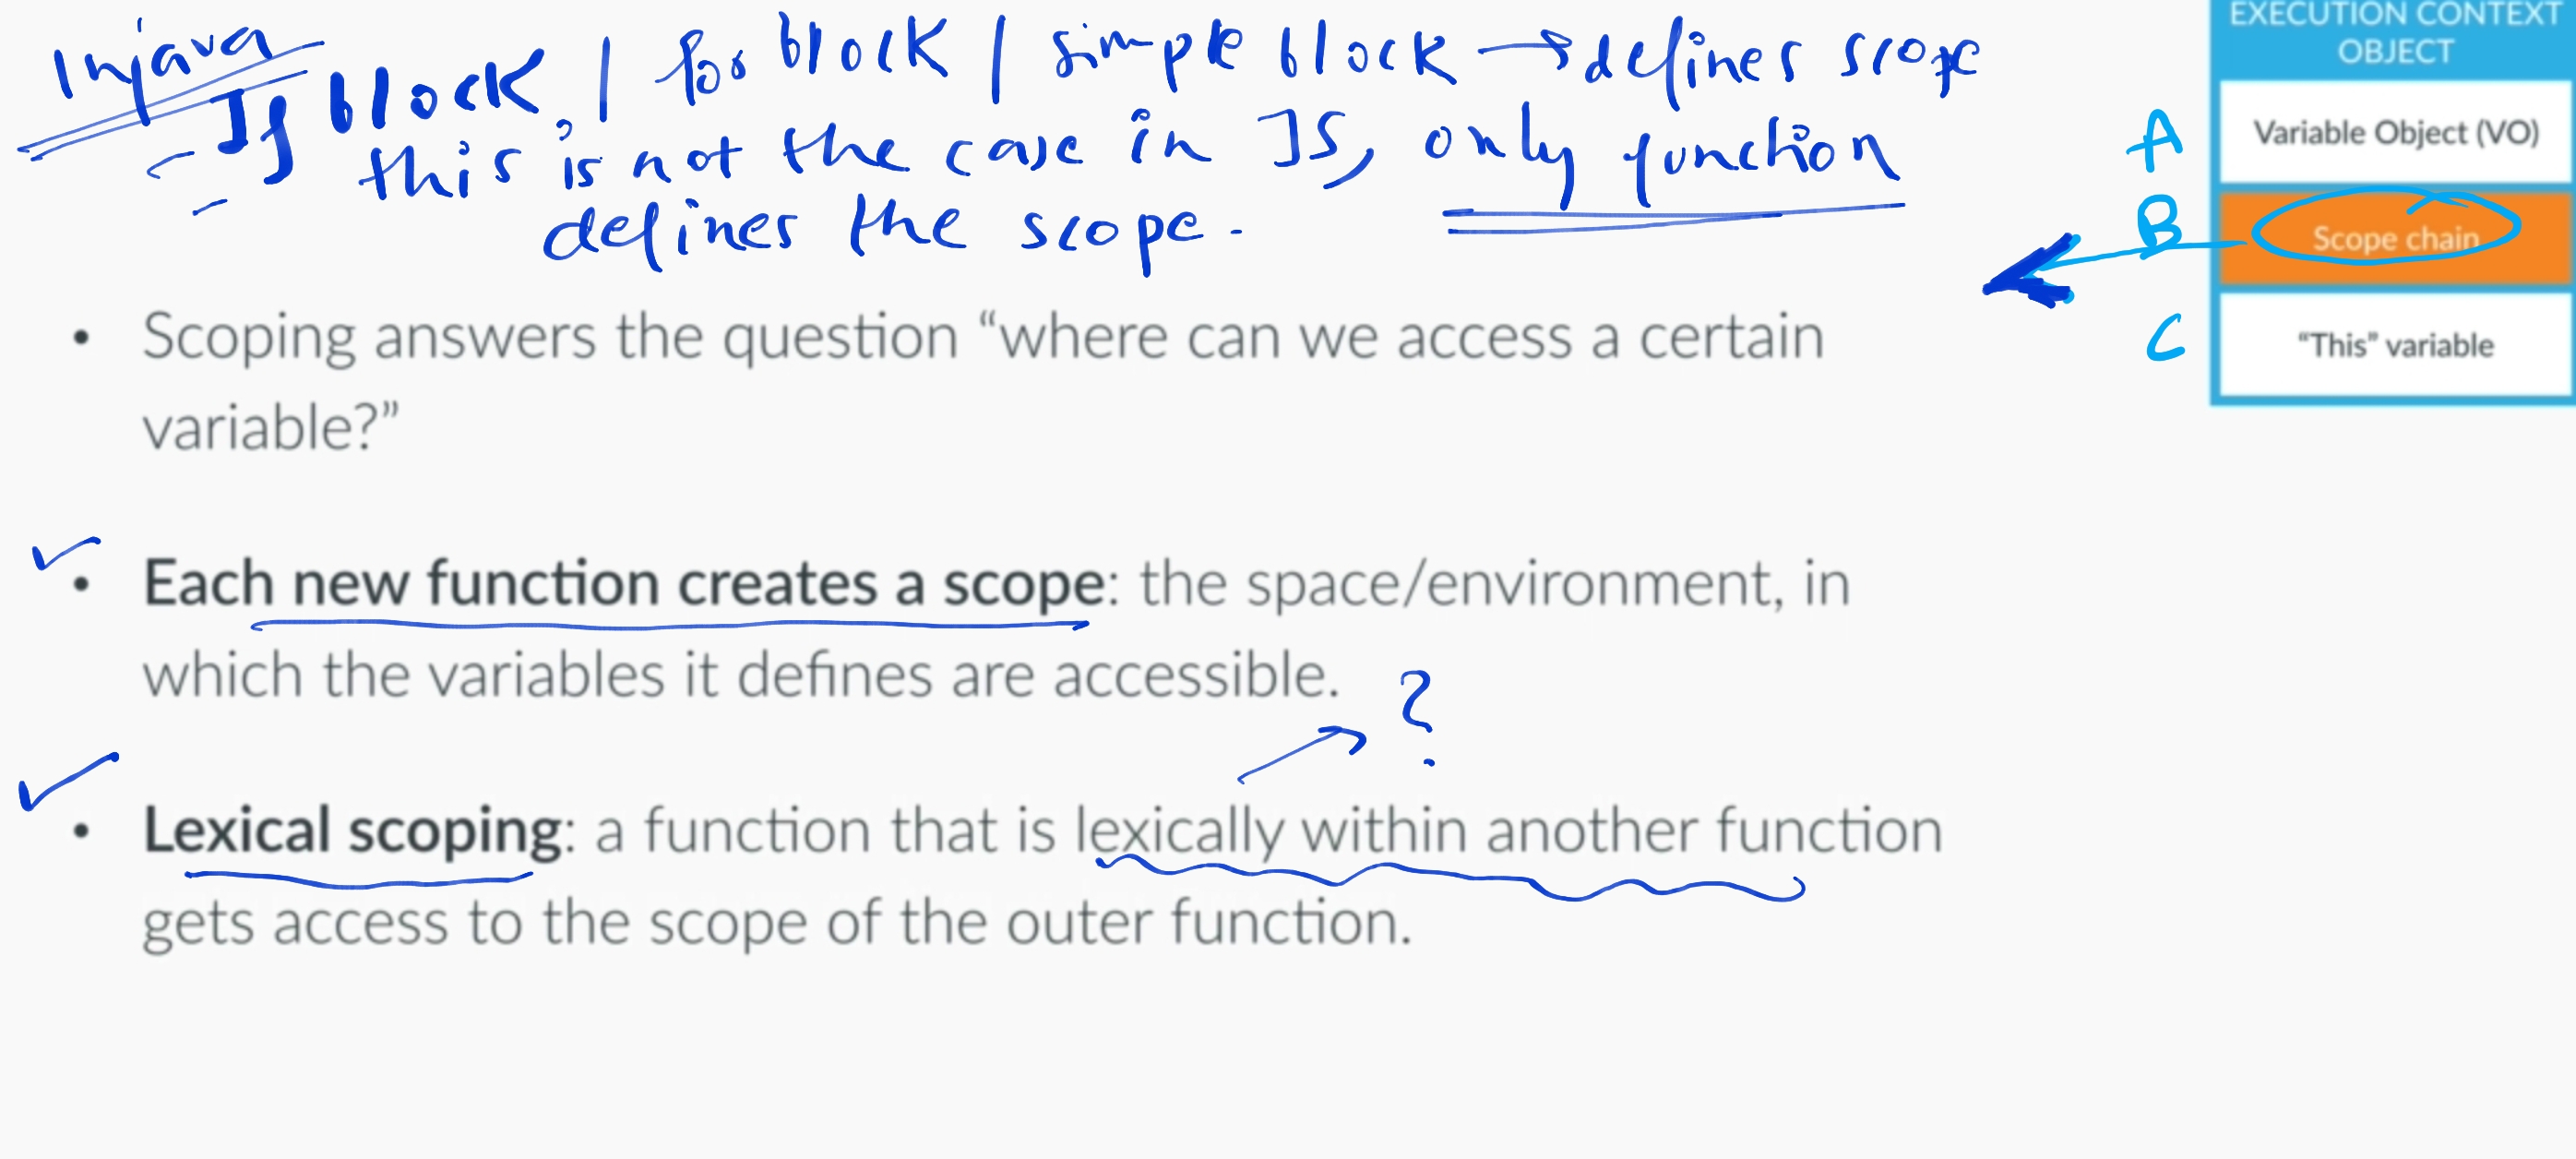 In java
If block / for block / simple block → defines scope
this is not the case in JS, only function
defines the scope.
EXECUTION CONTEXT
OBJECT
A
Variable Object (VO)
B
Scope chain
C
“This” variable
• Scoping answers the question “where can we access a certain
variable?”
• Each new function creates a scope: the space/environment, in
which the variables it defines are accessible.
?
• Lexical scoping: a function that is lexically within another function
gets access to the scope of the outer function.